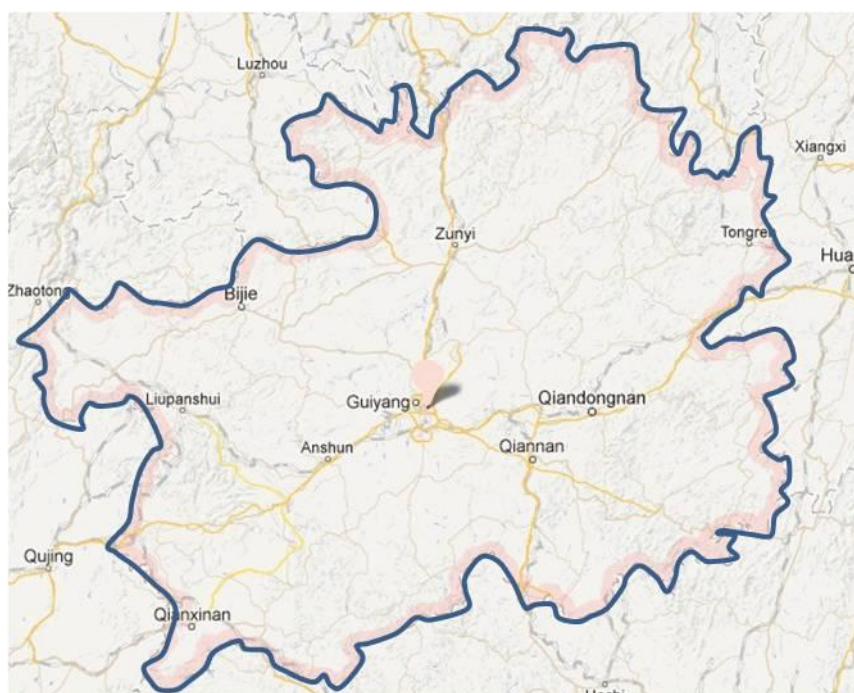 Luzhou
Xiangxi
Zunyi
Tongren
Hua
Zhaotong
Bijie
Liupanshui
Guiyang
Qiandongnan
Anshun
Qiannan
Qujing
Qianxinan